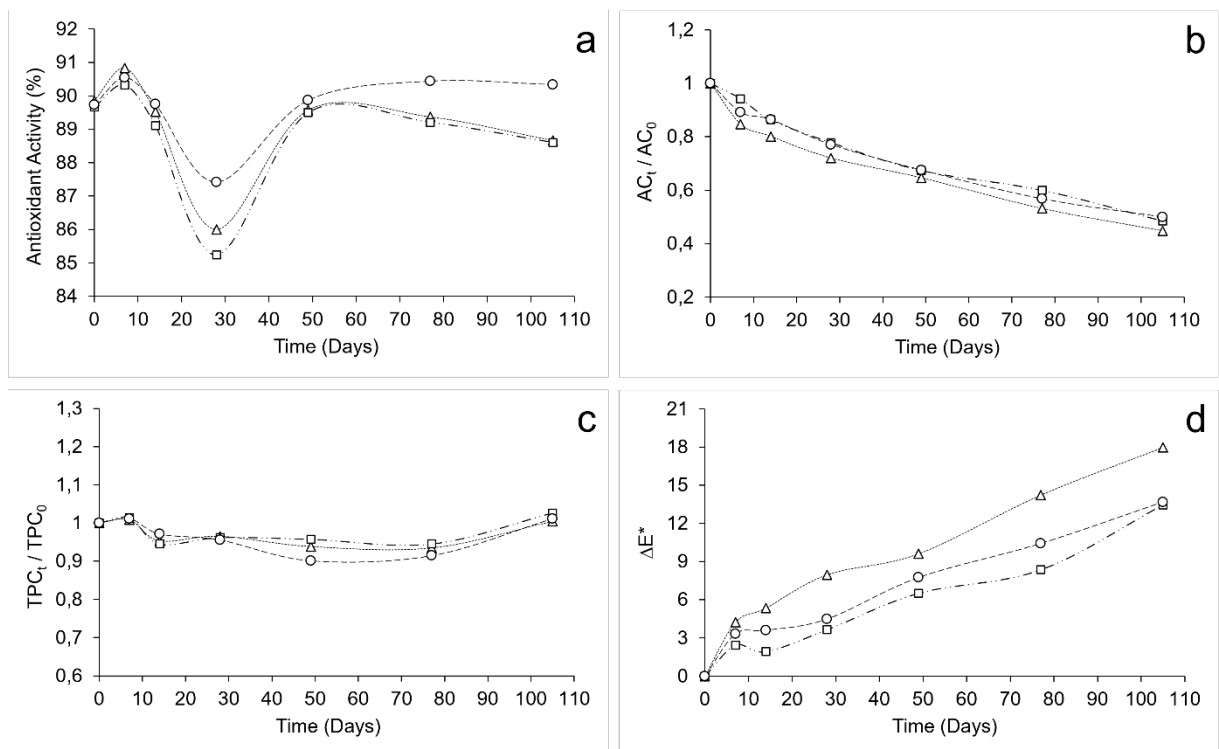 a
92
91
90
89
88
87
86
85
84
Antioxidant Activity (%)
0 10 20 30 40 50 60 70 80 90 100 110
Time (Days)
b
1,2
1
0,8
0,6
0,4
0,2
ACt / AC0
0 10 20 30 40 50 60 70 80 90 100 110
Time (Days)
c
1,3
1,2
1,1
1
0,9
0,8
0,7
0,6
TPCt / TPC0
0 10 20 30 40 50 60 70 80 90 100 110
Time (Days)
d
21
18
15
12
9
6
3
0
ΔE*
0 10 20 30 40 50 60 70 80 90 100 110
Time (Days)